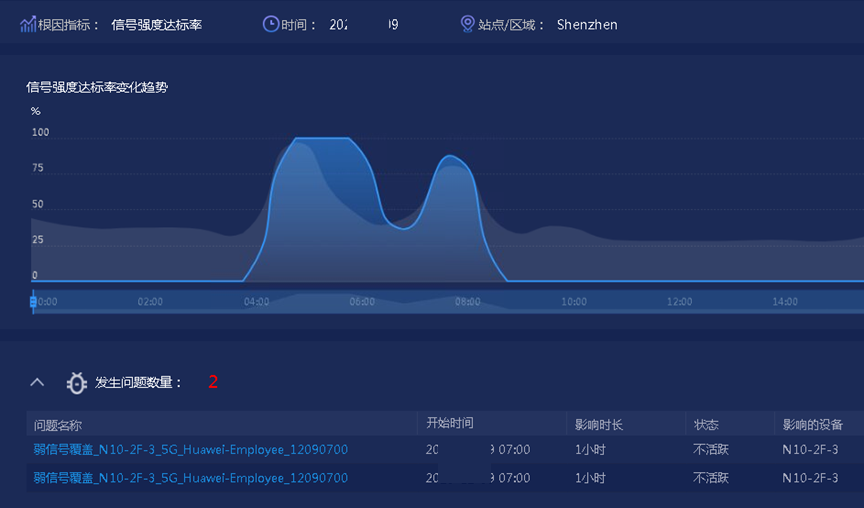 根因指标： 信号强度达标率 时间： 202 09 站点/区域： Shenzhen
信号强度达标率变化趋势
%
100
75
50
25
0
00:00 02:00 04:00 06:00 08:00 10:00 12:00 14:00
发生问题数量： 2
问题名称 开始时间 影响时长 状态 影响的设备
弱信号覆盖_N10-2F-3_5G_Huawei-Employee_12090700 20 9 07:00 1小时 不活跃 N10-2F-3
弱信号覆盖_N10-2F-3_5G_Huawei-Employee_12090700 20 9 07:00 1小时 不活跃 N10-2F-3